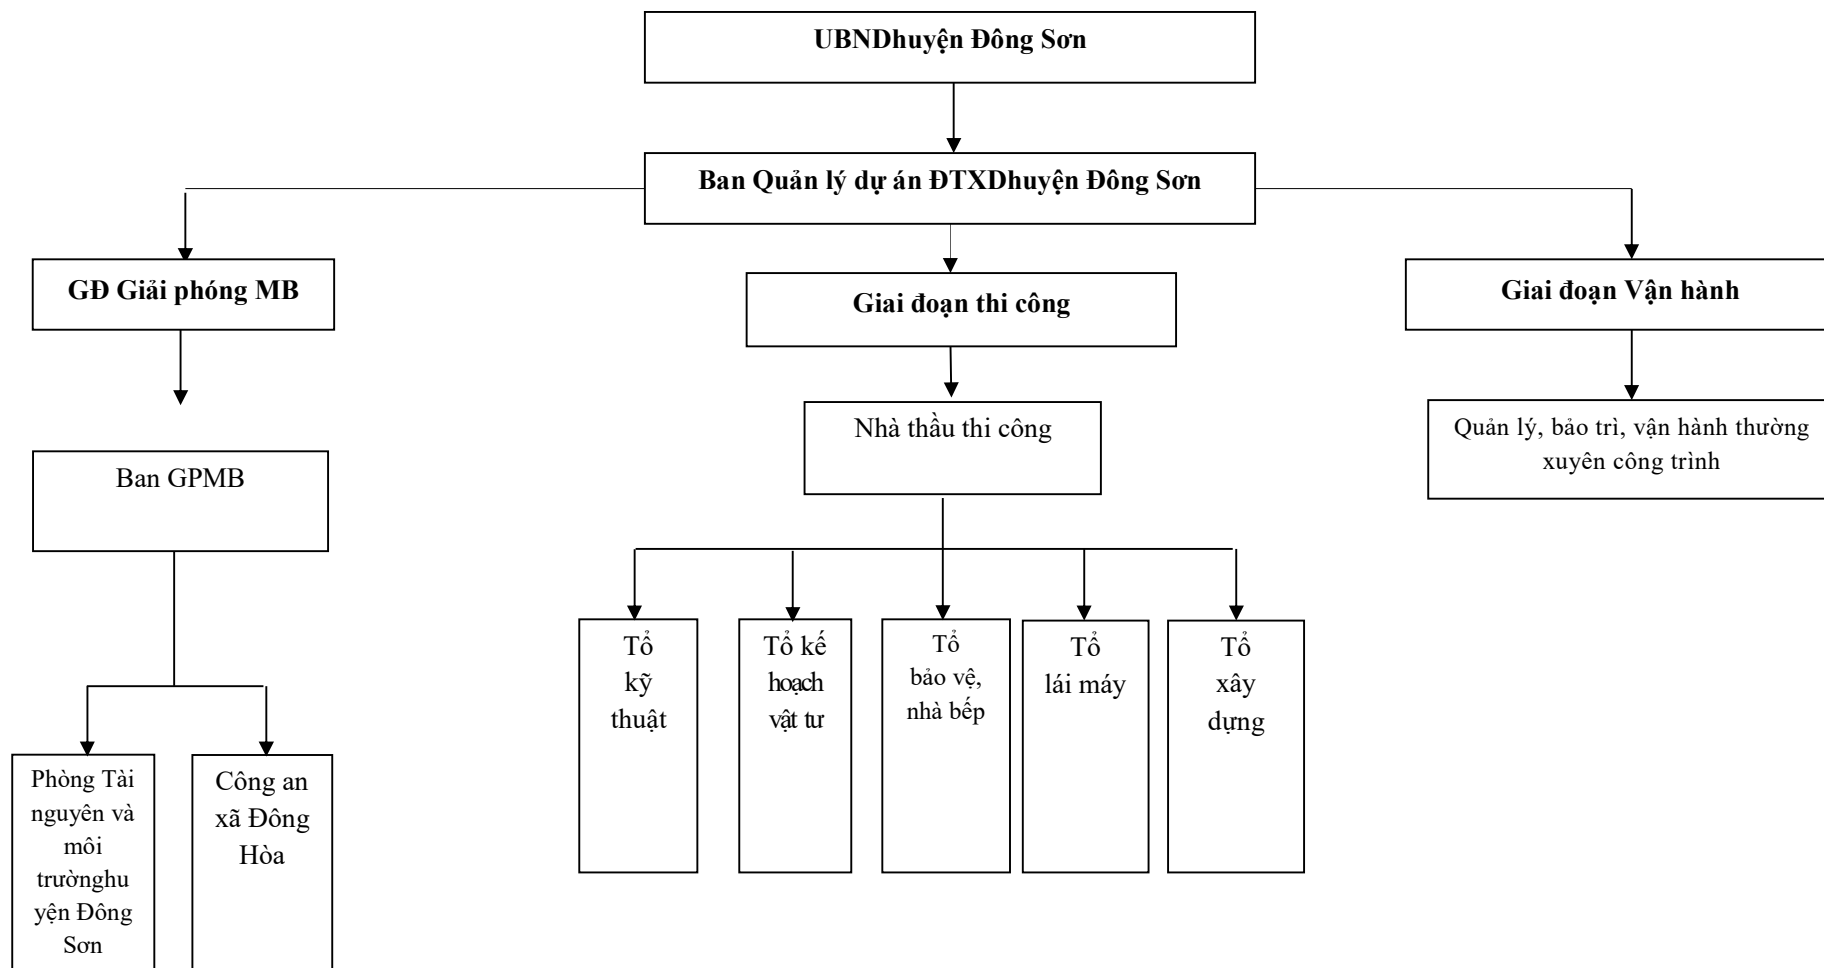 UBNDhuyện Đông Sơn
Ban Quản lý dự án ĐTXDhuyện Đông Sơn
GĐ Giải phóng MB
Giai đoạn thi công
Giai đoạn Vận hành
Nhà thầu thi công
Quản lý, bảo trì, vận hành thường
xuyên công trình
Ban GPMB
Tổ
kỹ
thuật
Tổ kế
hoạch
vật tư
Tổ
bảo vệ,
nhà bếp
Tổ
lái máy
Tổ
xây
dựng
Phòng Tài
nguyên và
môi
trườnghu
yện Đông
Sơn
Công an
xã Đông
Hòa